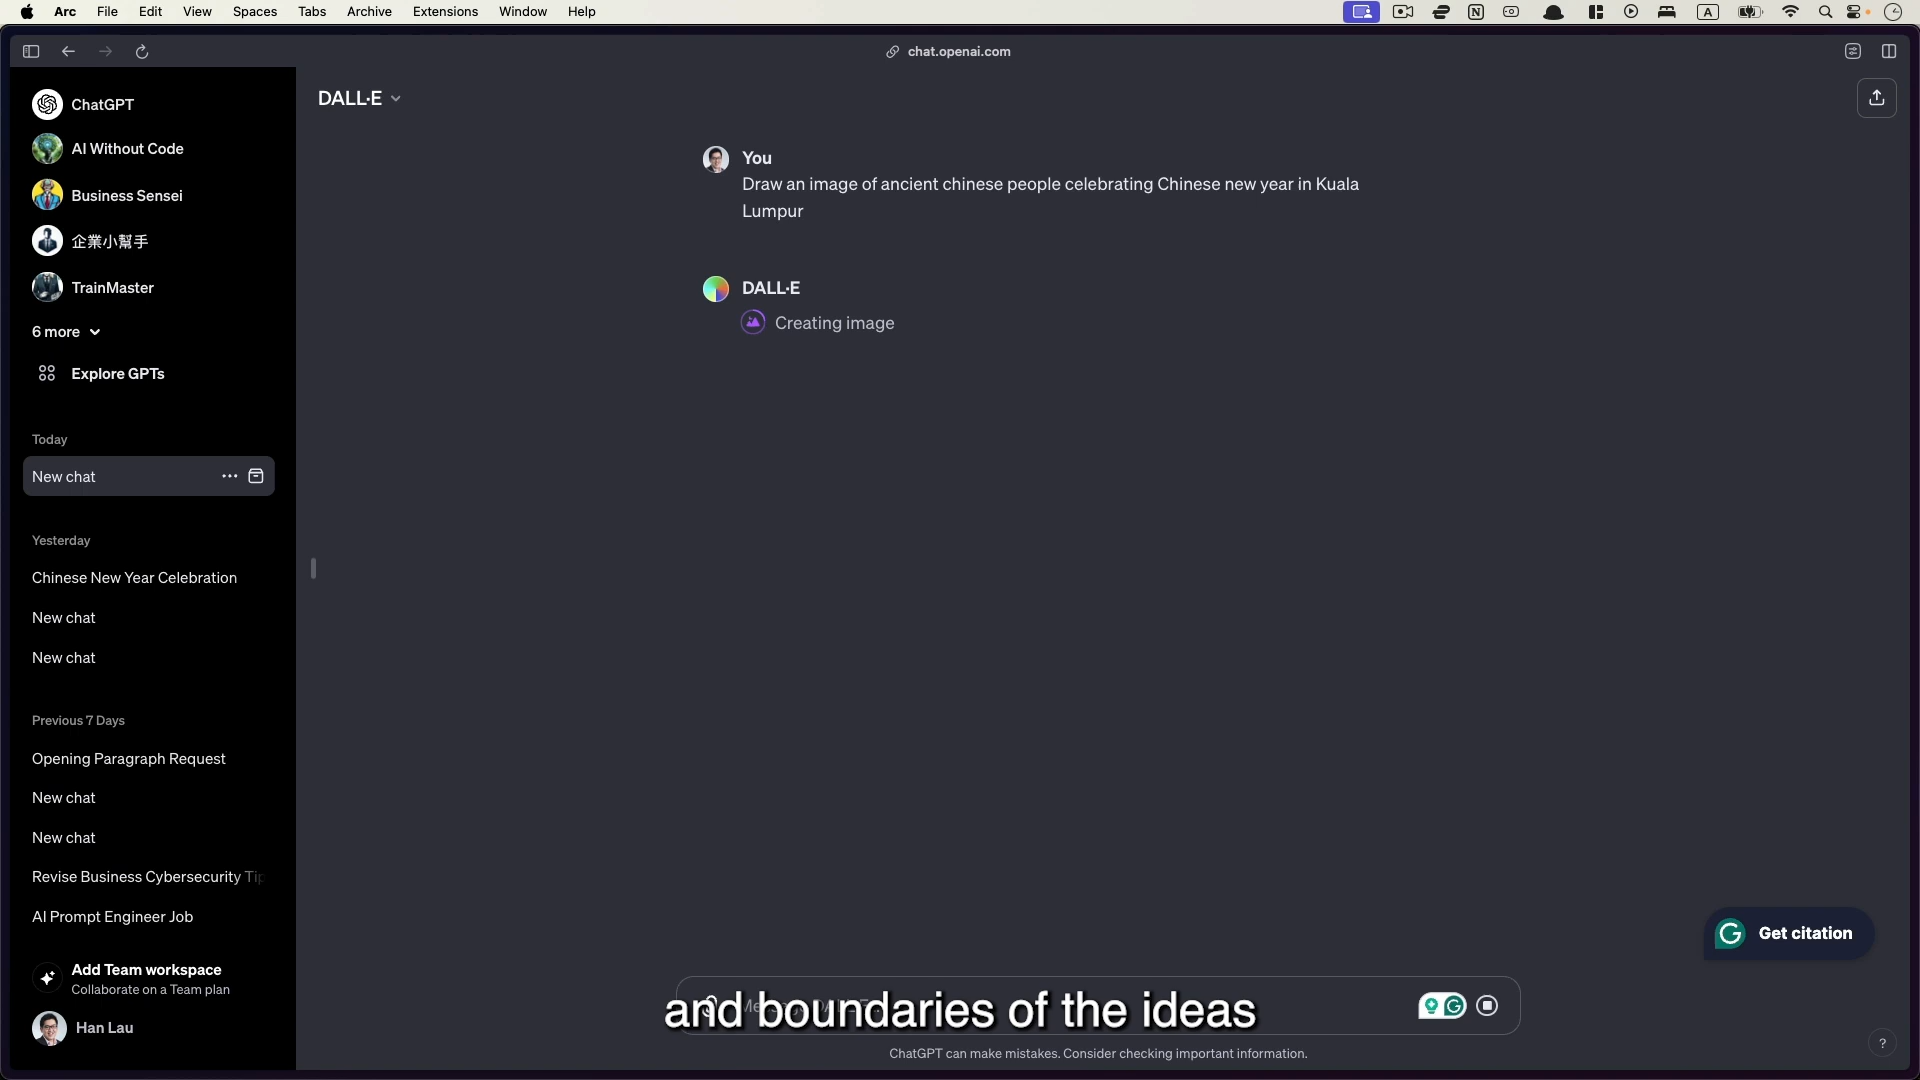 Arc File Edit View Spaces Tabs Archive Extensions Window Help
chat.openai.com
ChatGPT
AI Without Code
Business Sensei
企業小幫手
TrainMaster
6 more
Explore GPTs
Today
New chat
Yesterday
Chinese New Year Celebration
New chat
New chat
Previous 7 Days
Opening Paragraph Request
New chat
New chat
Revise Business Cybersecurity Tip
AI Prompt Engineer Job
Add Team workspace
Collaborate on a Team plan
Han Lau
DALL·E
You
Draw an image of ancient chinese people celebrating Chinese new year in Kuala
Lumpur
DALL·E
Creating image
Get citation
and boundaries of the ideas
ChatGPT can make mistakes. Consider checking important information.
?